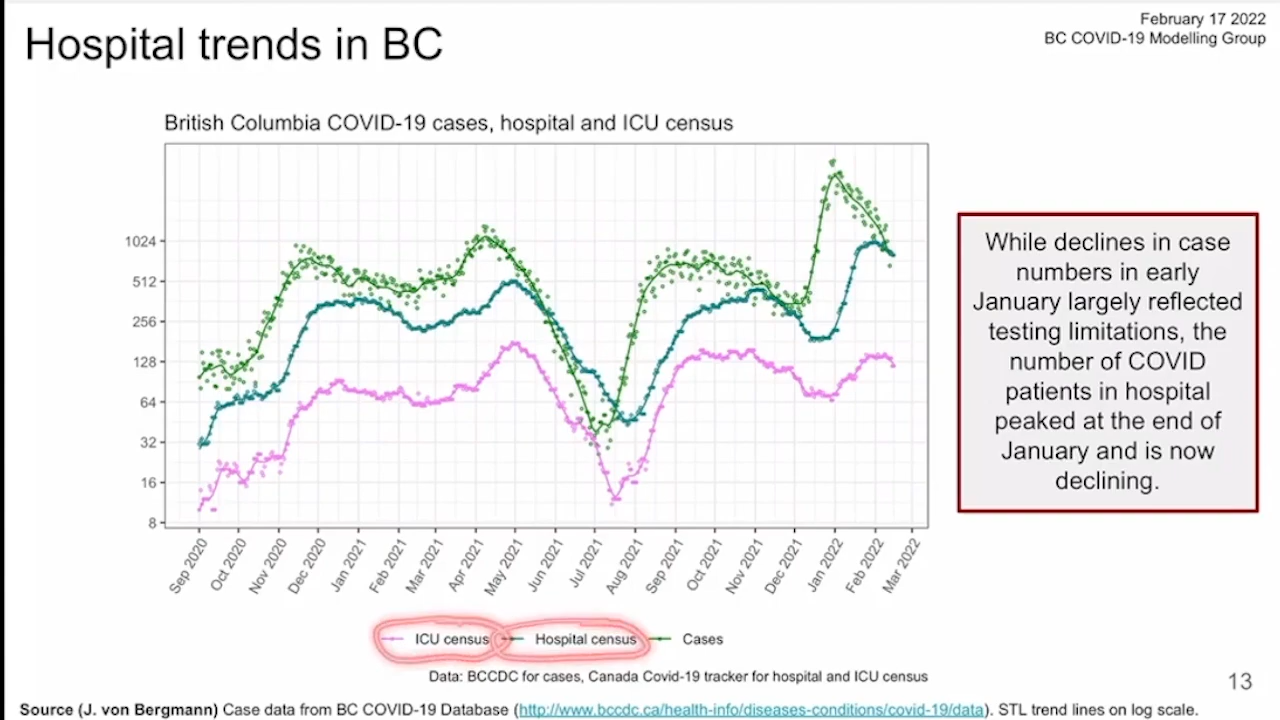 February 17 2022
BC COVID-19 Modelling Group
Hospital trends in BC
British Columbia COVID-19 cases, hospital and ICU census
1024
512
256
128
64
32
16
8
Sep 2020
Oct 2020
Nov 2020
Dec 2020
Jan 2021
Feb 2021
Mar 2021
Apr 2021
May 2021
Jun 2021
Jul 2021
Aug 2021
Sep 2021
Oct 2021
Nov 2021
Dec 2021
Jan 2022
Feb 2022
Mar 2022
ICU census Hospital census Cases
Data: BCCDC for cases, Canada Covid-19 tracker for hospital and ICU census
While declines in case
numbers in early
January largely reflected
testing limitations, the
number of COVID
patients in hospital
peaked at the end of
January and is now
declining.
13
Source (J. von Bergmann) Case data from BC COVID-19 Database (http://www.bccdc.ca/health-info/diseases-conditions/covid-19/data). STL trend lines on log scale.